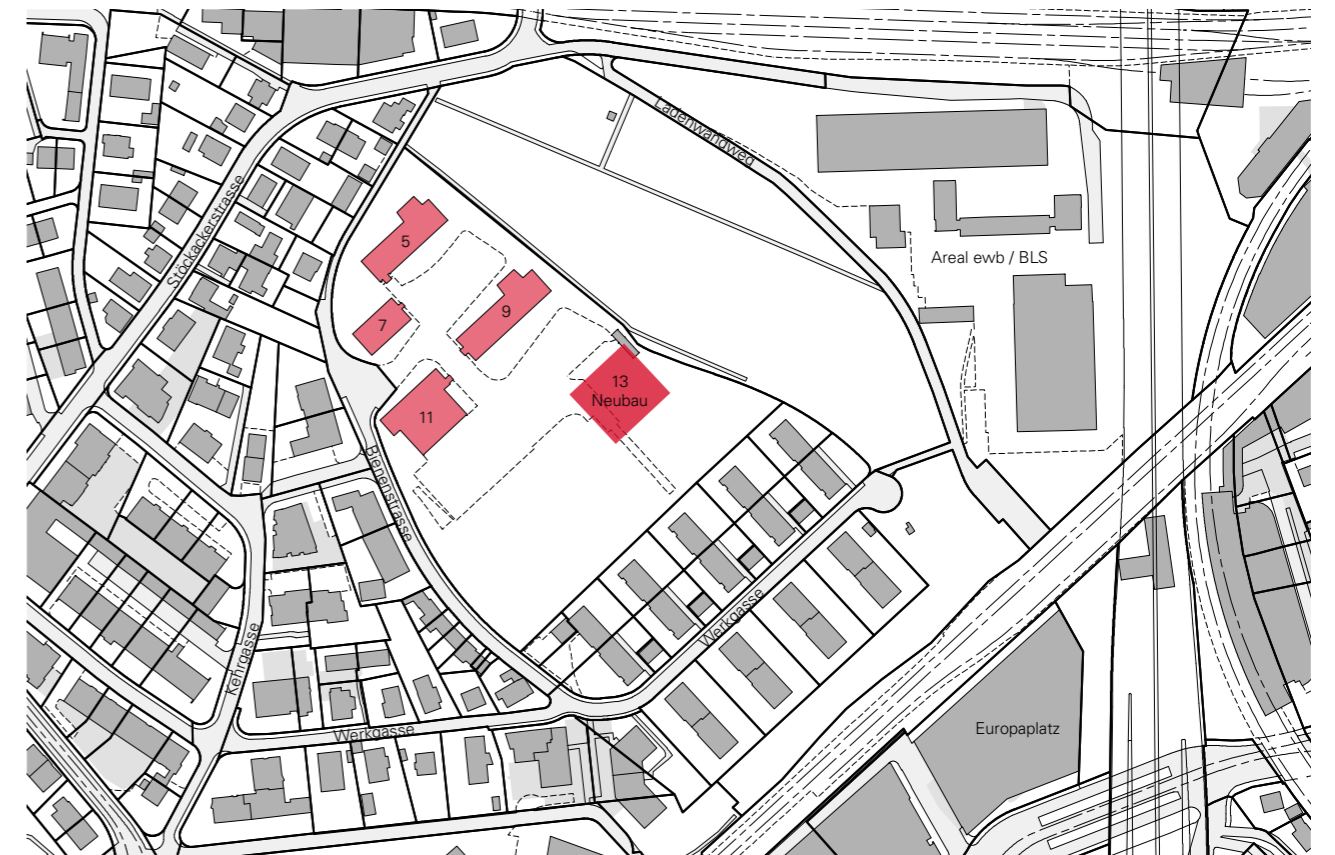 Ladenwandweg
Stöckackerstrasse
5
Areal ewb / BLS
9
7
13
Neubau
11
Bienenstrasse
Werkgasse
Kehrgasse
Europaplatz
Werkgasse